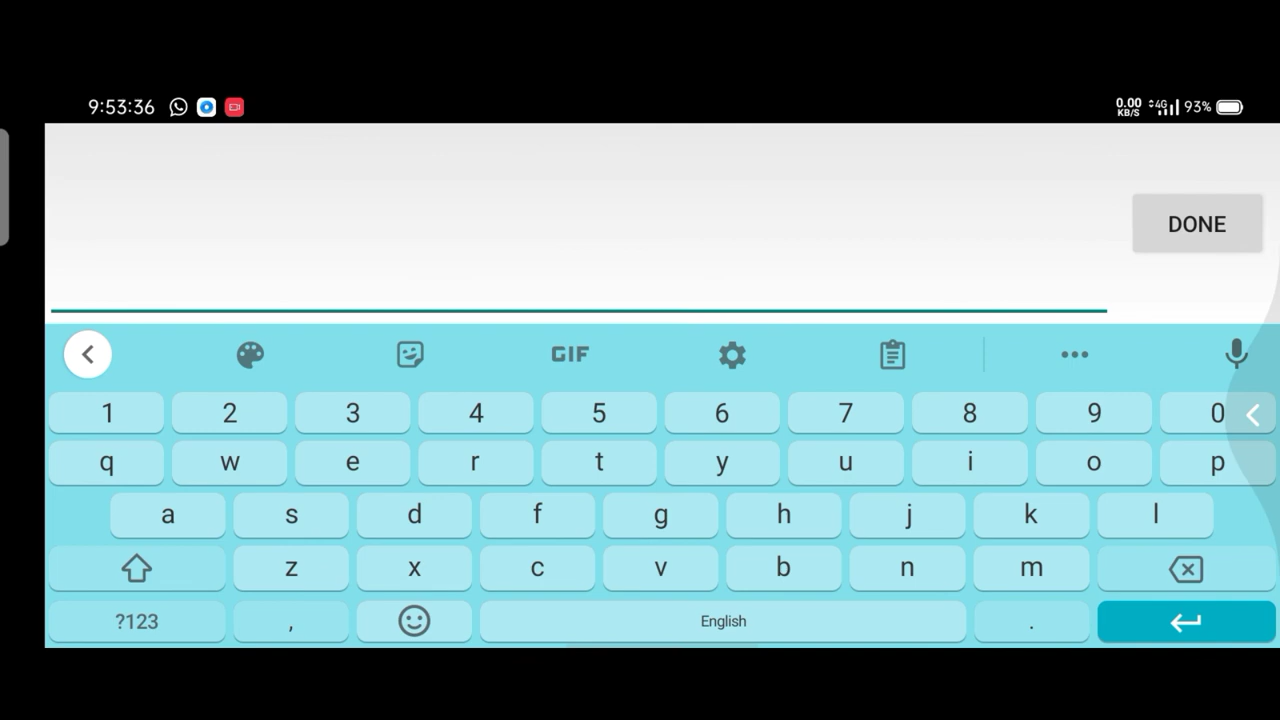 9:53:36 0.00 KB/S 4G 93%
DONE
GIF
1 2 3 4 5 6 7 8 9 0
q w e r t y u i o p
a s d f g h j k l
z x c v b n m
?123 , English .